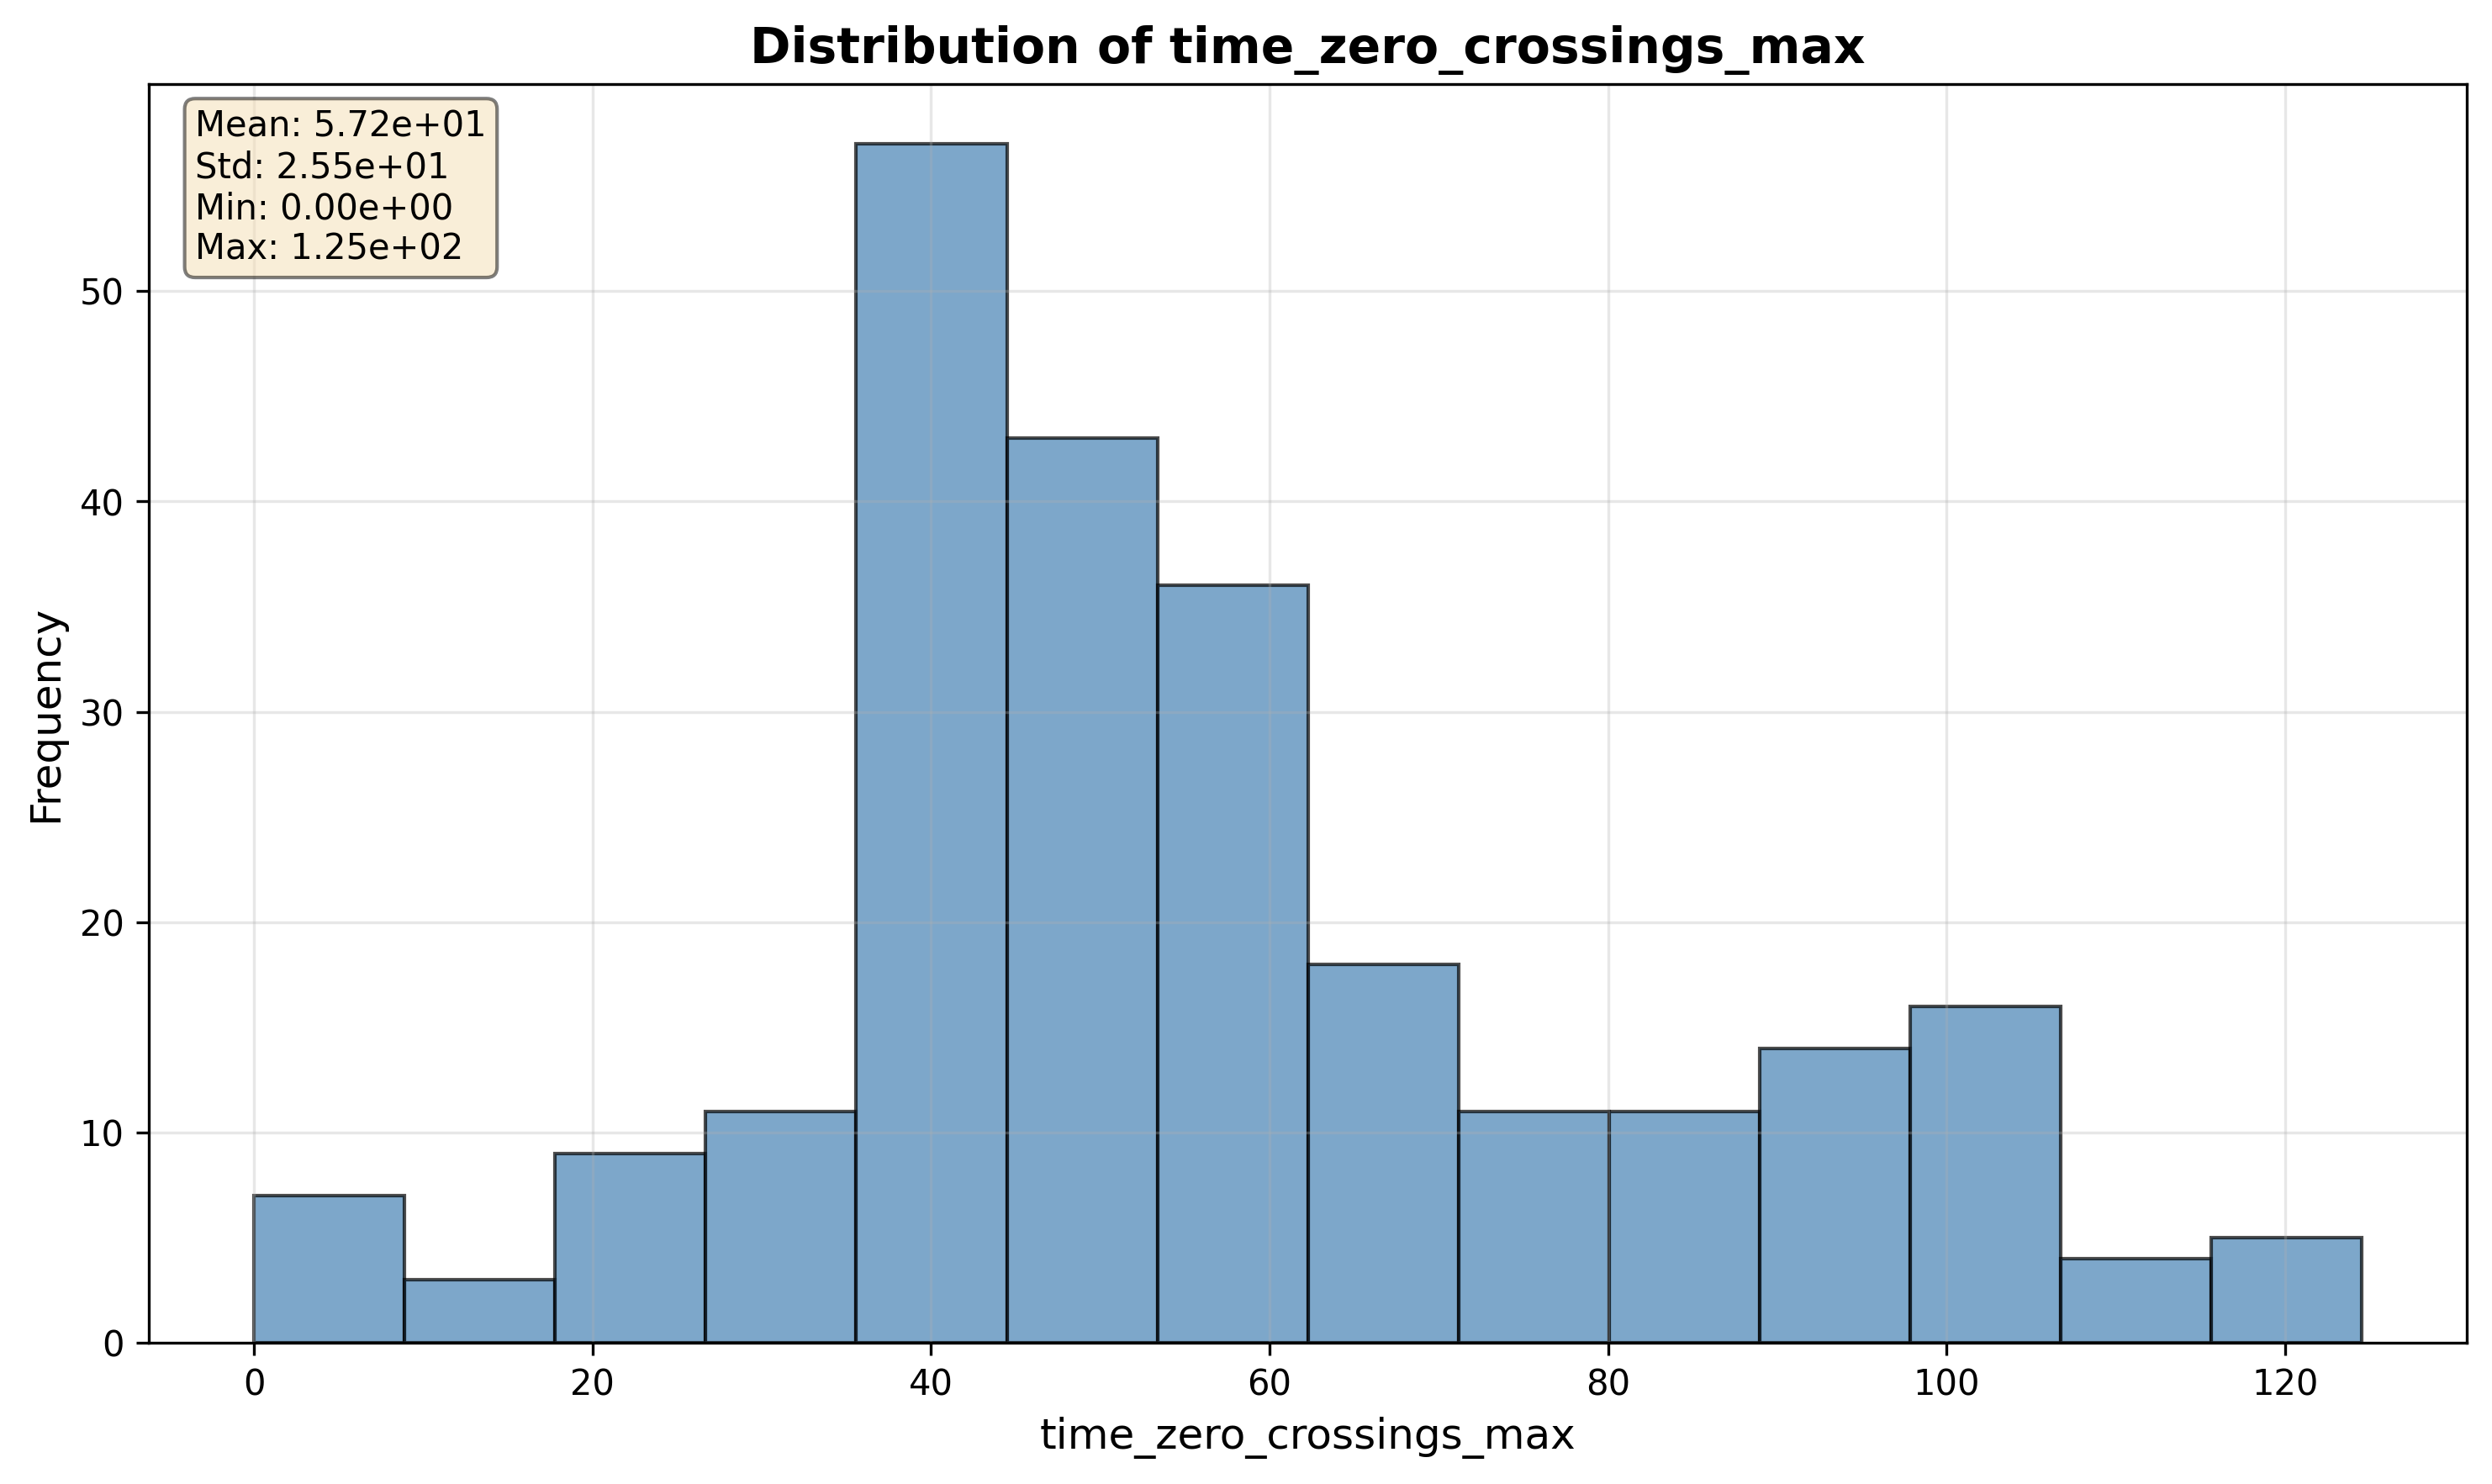 Distribution of time_zero_crossings_max
Mean: 5.72e+01
Std: 2.55e+01
Min: 0.00e+00
Max: 1.25e+02
Frequency
50
40
30
20
10
0
0 20 40 60 80 100 120
time_zero_crossings_max